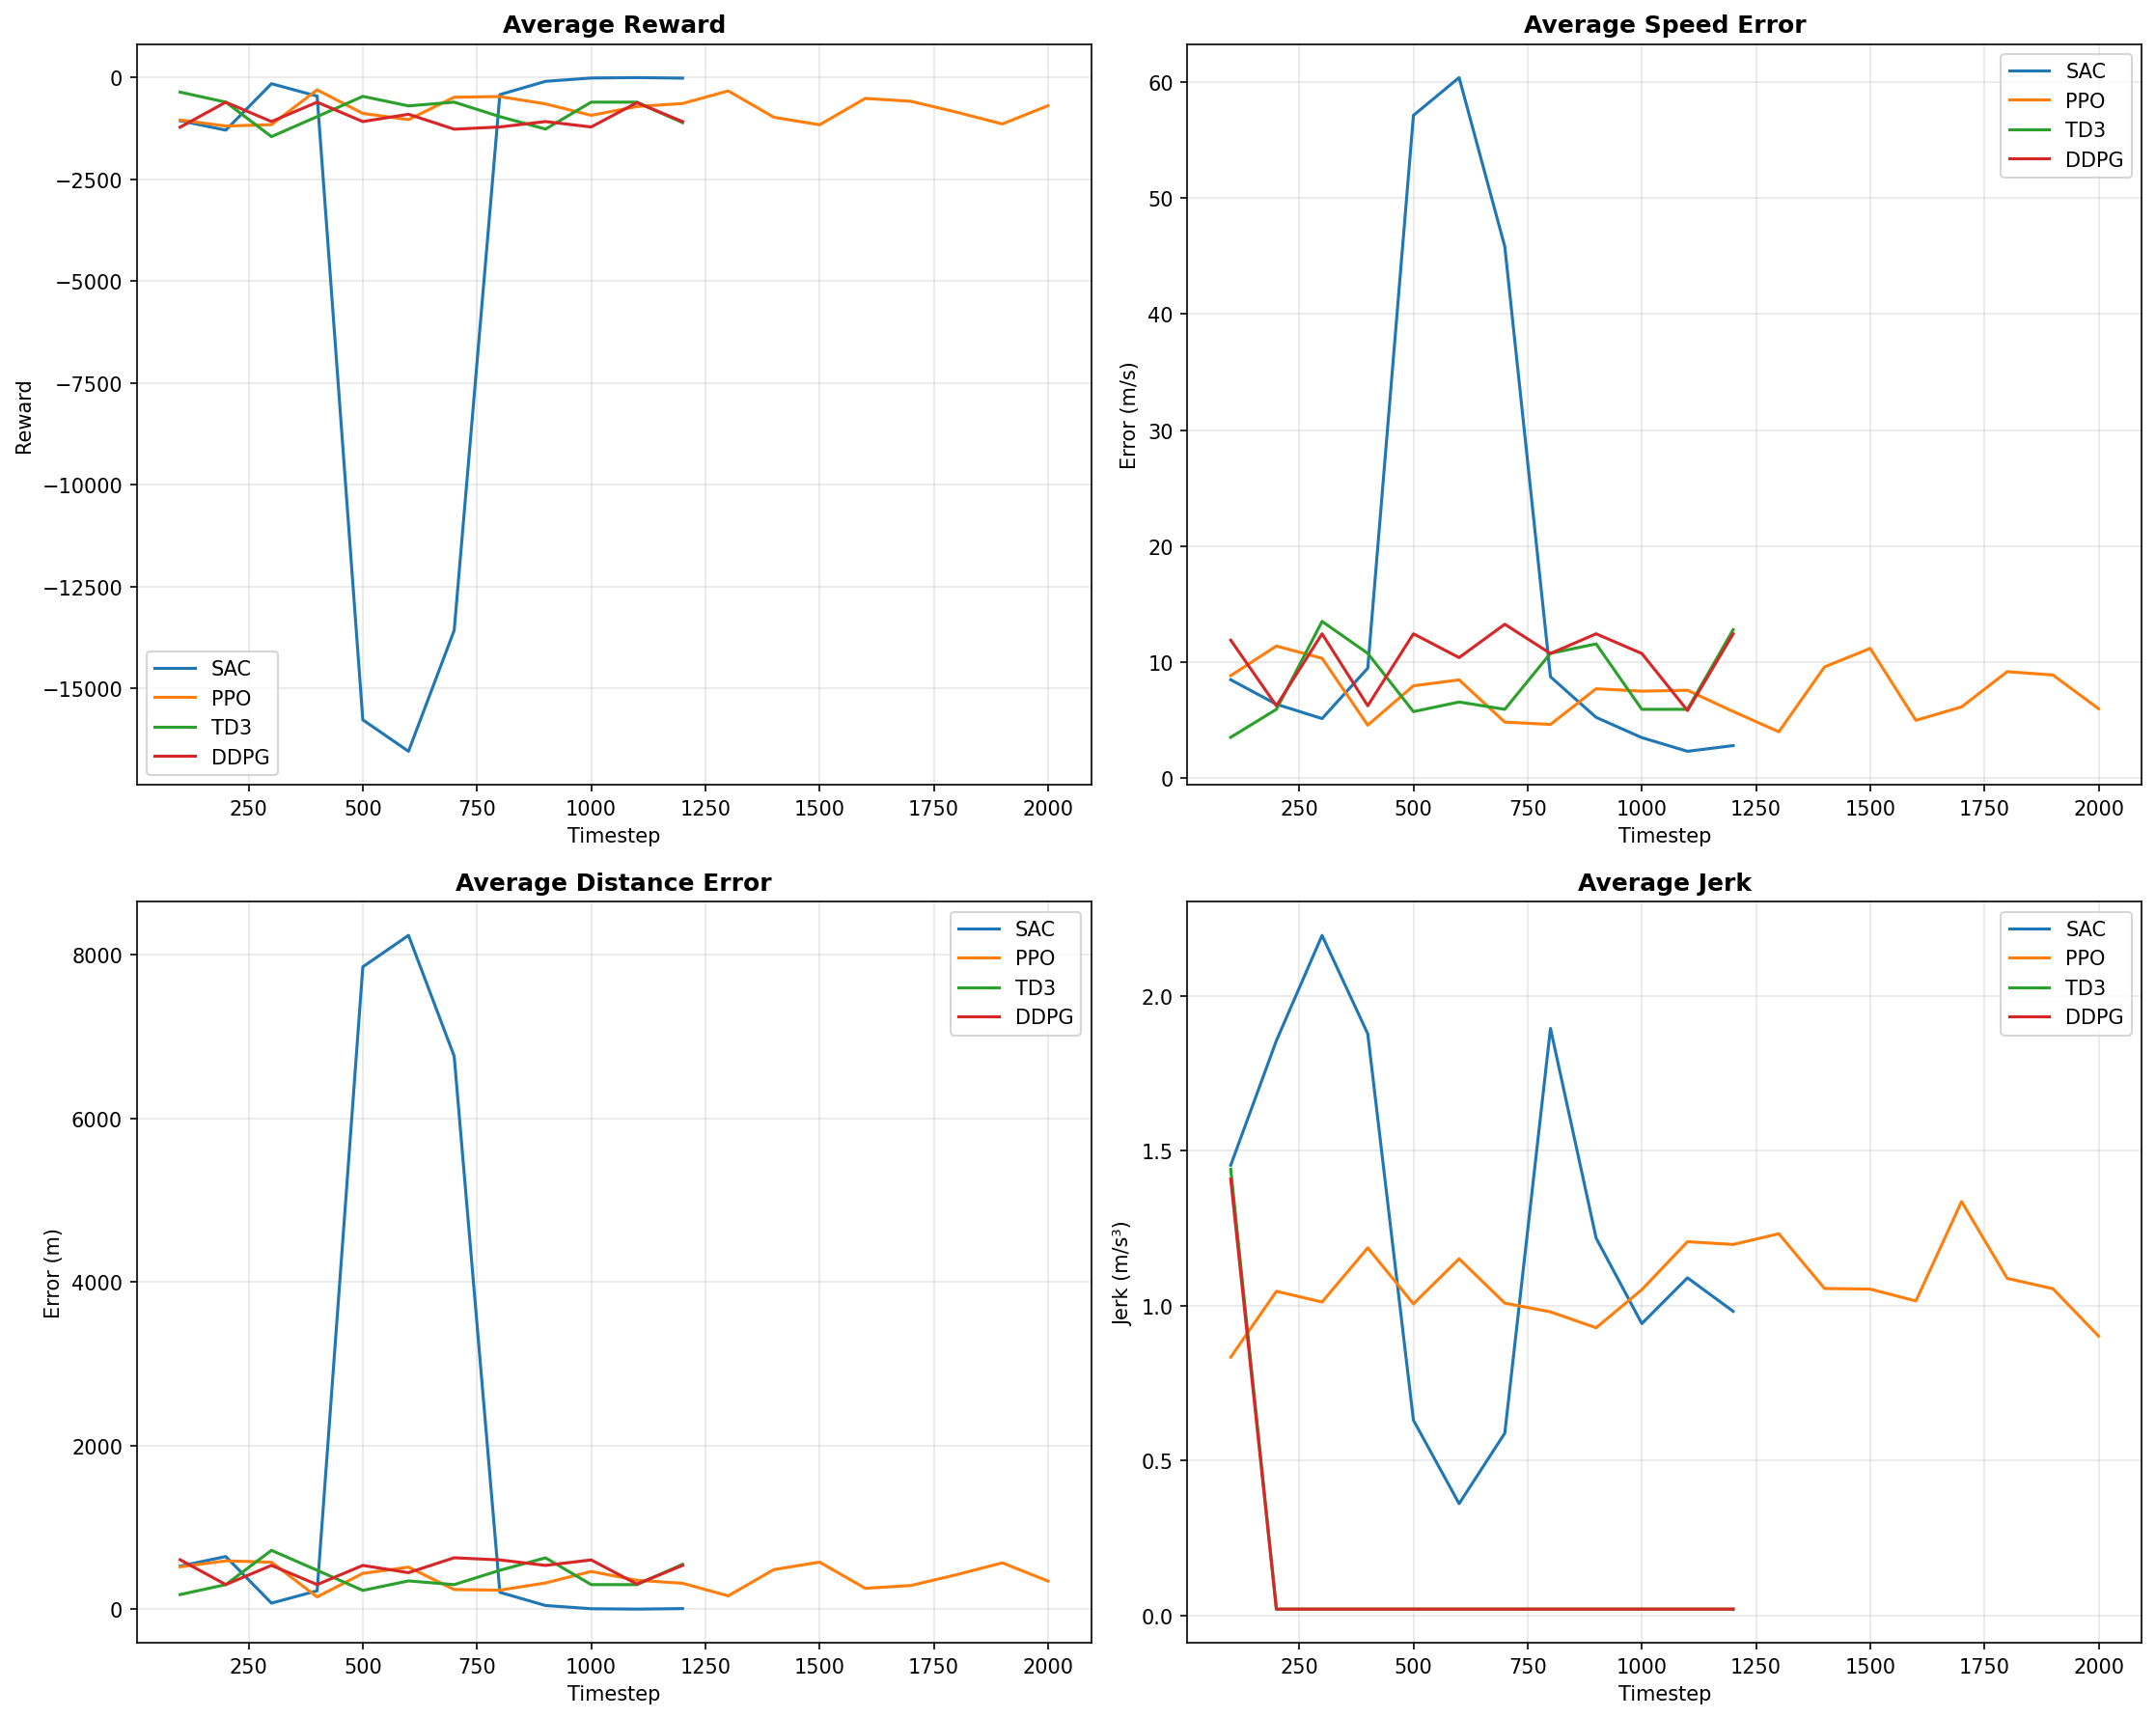 Average Reward
Reward
0
−2500
−5000
−7500
−10000
−12500
−15000
SAC
PPO
TD3
DDPG
250 500 750 1000 1250 1500 1750 2000
Timestep
Average Speed Error
Error (m/s)
60
50
40
30
20
10
0
SAC
PPO
TD3
DDPG
250 500 750 1000 1250 1500 1750 2000
Timestep
Average Distance Error
Error (m)
8000
6000
4000
2000
0
SAC
PPO
TD3
DDPG
250 500 750 1000 1250 1500 1750 2000
Timestep
Average Jerk
Jerk (m/s³)
2.0
1.5
1.0
0.5
0.0
SAC
PPO
TD3
DDPG
250 500 750 1000 1250 1500 1750 2000
Timestep